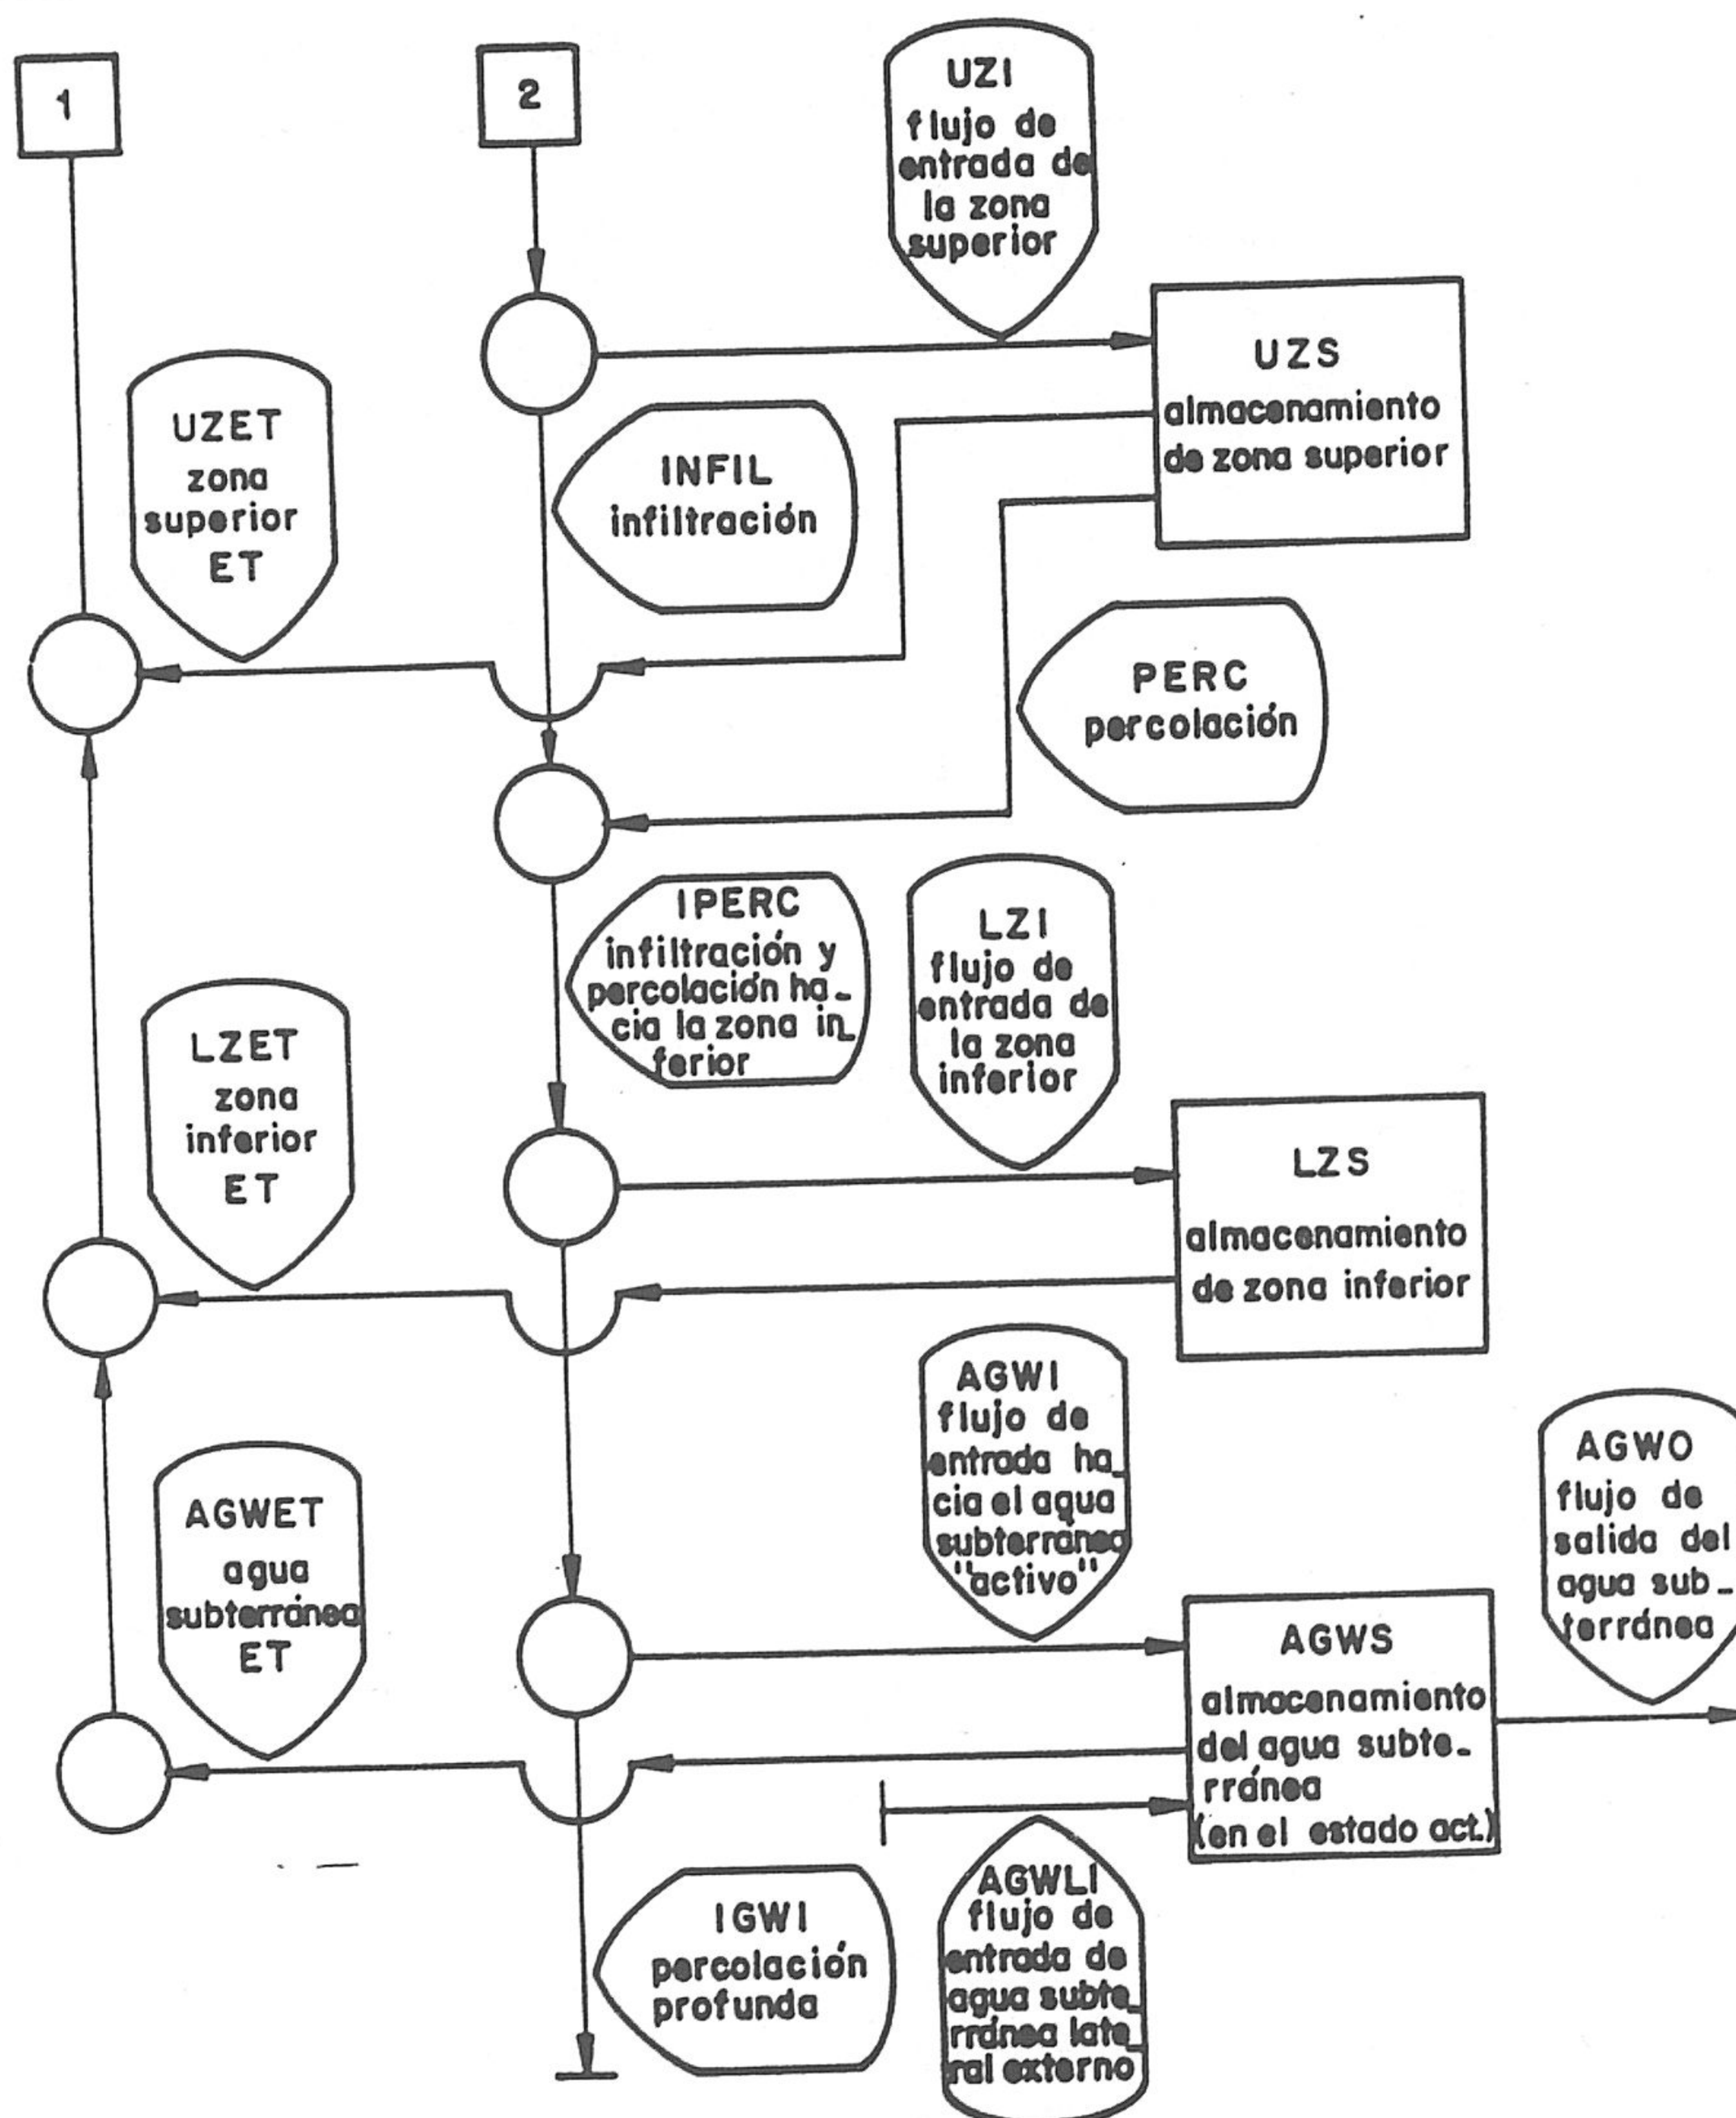 1
2
UZI
flujo de
entrada de
la zona
superior
UZS
almacenamiento
de zona superior
UZET
zona
superior
ET
INFIL
infiltración
PERC
percolación
IPERC
infiltración y
percolación ha-
cia la zona in_
ferior
LZI
flujo de
entrada de
la zona
inferior
LZET
zona
inferior
ET
LZS
almacenamiento
de zona inferior
AGWI
flujo de
entrada ha_
cia el agua
subterránea
"activo"
AGWO
flujo de
salida del
agua sub_
terránea
AGWET
agua
subterránea
ET
AGWS
almacenamiento
del agua subte_
rránea
(en el estado act.)
IGWI
percolación
profunda
AGWLI
flujo de
entrada de
agua subte_
rránea late_
ral externo